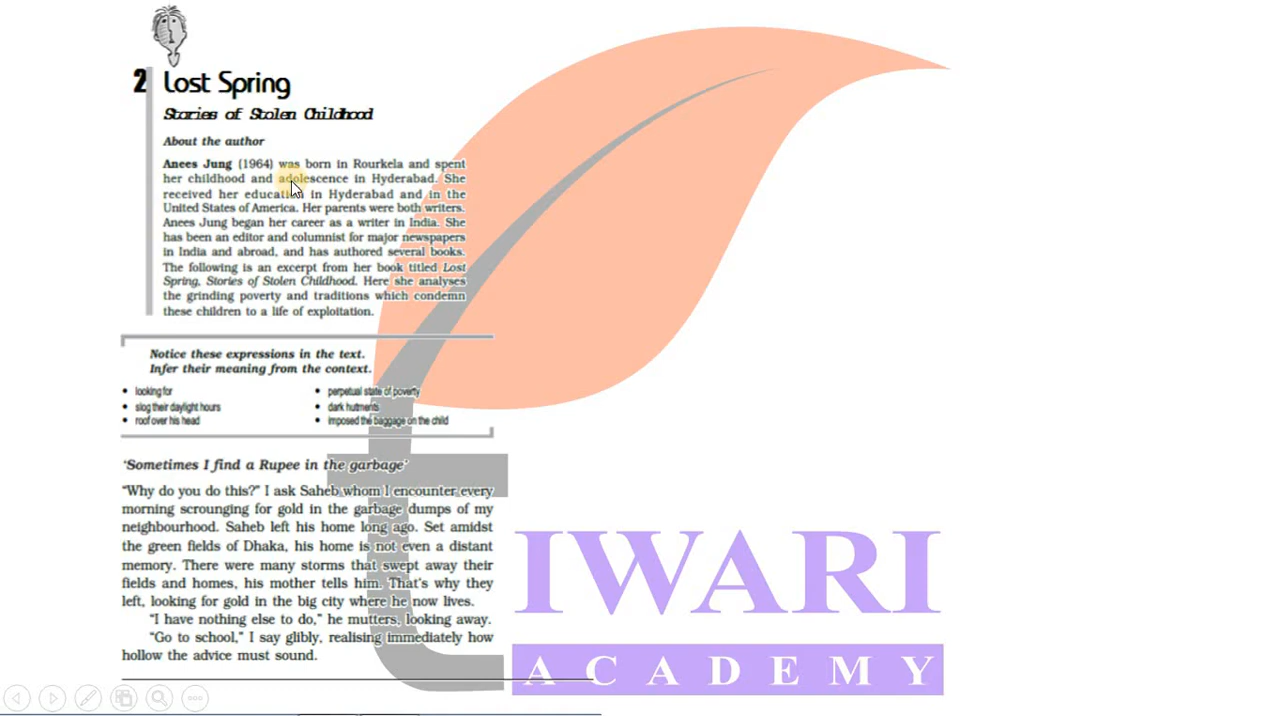 2 Lost Spring
Stories of Stolen Childhood
About the author
Anees Jung (1964) was born in Rourkela and spent
her childhood and adolescence in Hyderabad. She
received her education in Hyderabad and in the
United States of America. Her parents were both writers.
Anees Jung began her career as a writer in India. She
has been an editor and columnist for major newspapers
in India and abroad, and has authored several books.
The following is an excerpt from her book titled Lost
Spring, Stories of Stolen Childhood. Here she analyses
the grinding poverty and traditions which condemn
these children to a life of exploitation.
Notice these expressions in the text.
Infer their meaning from the context.
• looking for
• slog their daylight hours
• roof over his head
• perpetual state of poverty
• dark hutments
• imposed the baggage on the child
‘Sometimes I find a Rupee in the garbage’
“Why do you do this?” I ask Saheb whom I encounter every
morning scrounging for gold in the garbage dumps of my
neighbourhood. Saheb left his home long ago. Set amidst
the green fields of Dhaka, his home is not even a distant
memory. There were many storms that swept away their
fields and homes, his mother tells him. That’s why they
left, looking for gold in the big city where he now lives.
“I have nothing else to do,” he mutters, looking away.
“Go to school,” I say glibly, realising immediately how
hollow the advice must sound.
IWARI
ACADEMY